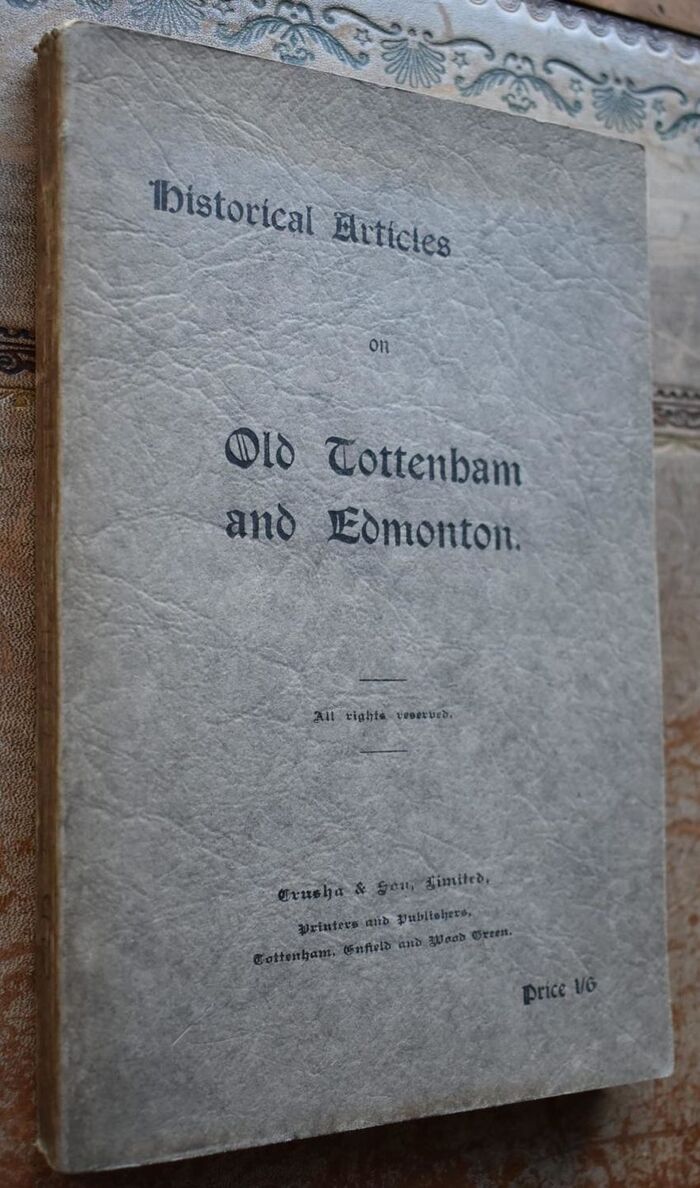 Historical Articles
on
Old Tottenham
and Edmonton.
All rights reserved.
Crusha & Son, Limited,
Printers and Publishers,
Tottenham, Enfield and Wood Green.
Price 1/6